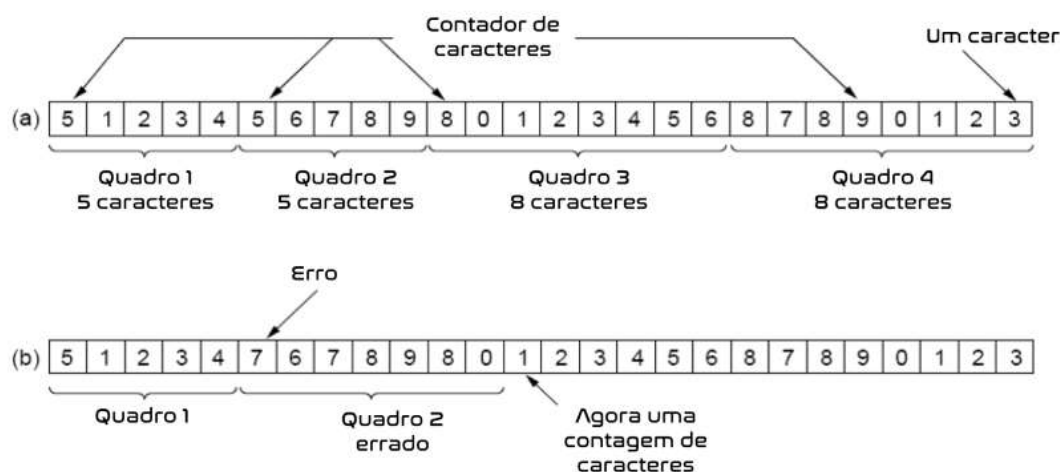 Contador de
caracteres
Um caracter
(a) 5 1 2 3 4 5 6 7 8 9 8 0 1 2 3 4 5 6 8 7 8 9 0 1 2 3
Quadro 1
5 caracteres
Quadro 2
5 caracteres
Quadro 3
8 caracteres
Quadro 4
8 caracteres
Erro
(b) 5 1 2 3 4 7 6 7 8 9 8 0 1 2 3 4 5 6 8 7 8 9 0 1 2 3
Quadro 1
Quadro 2
errado
Agora uma
contagem de
caracteres